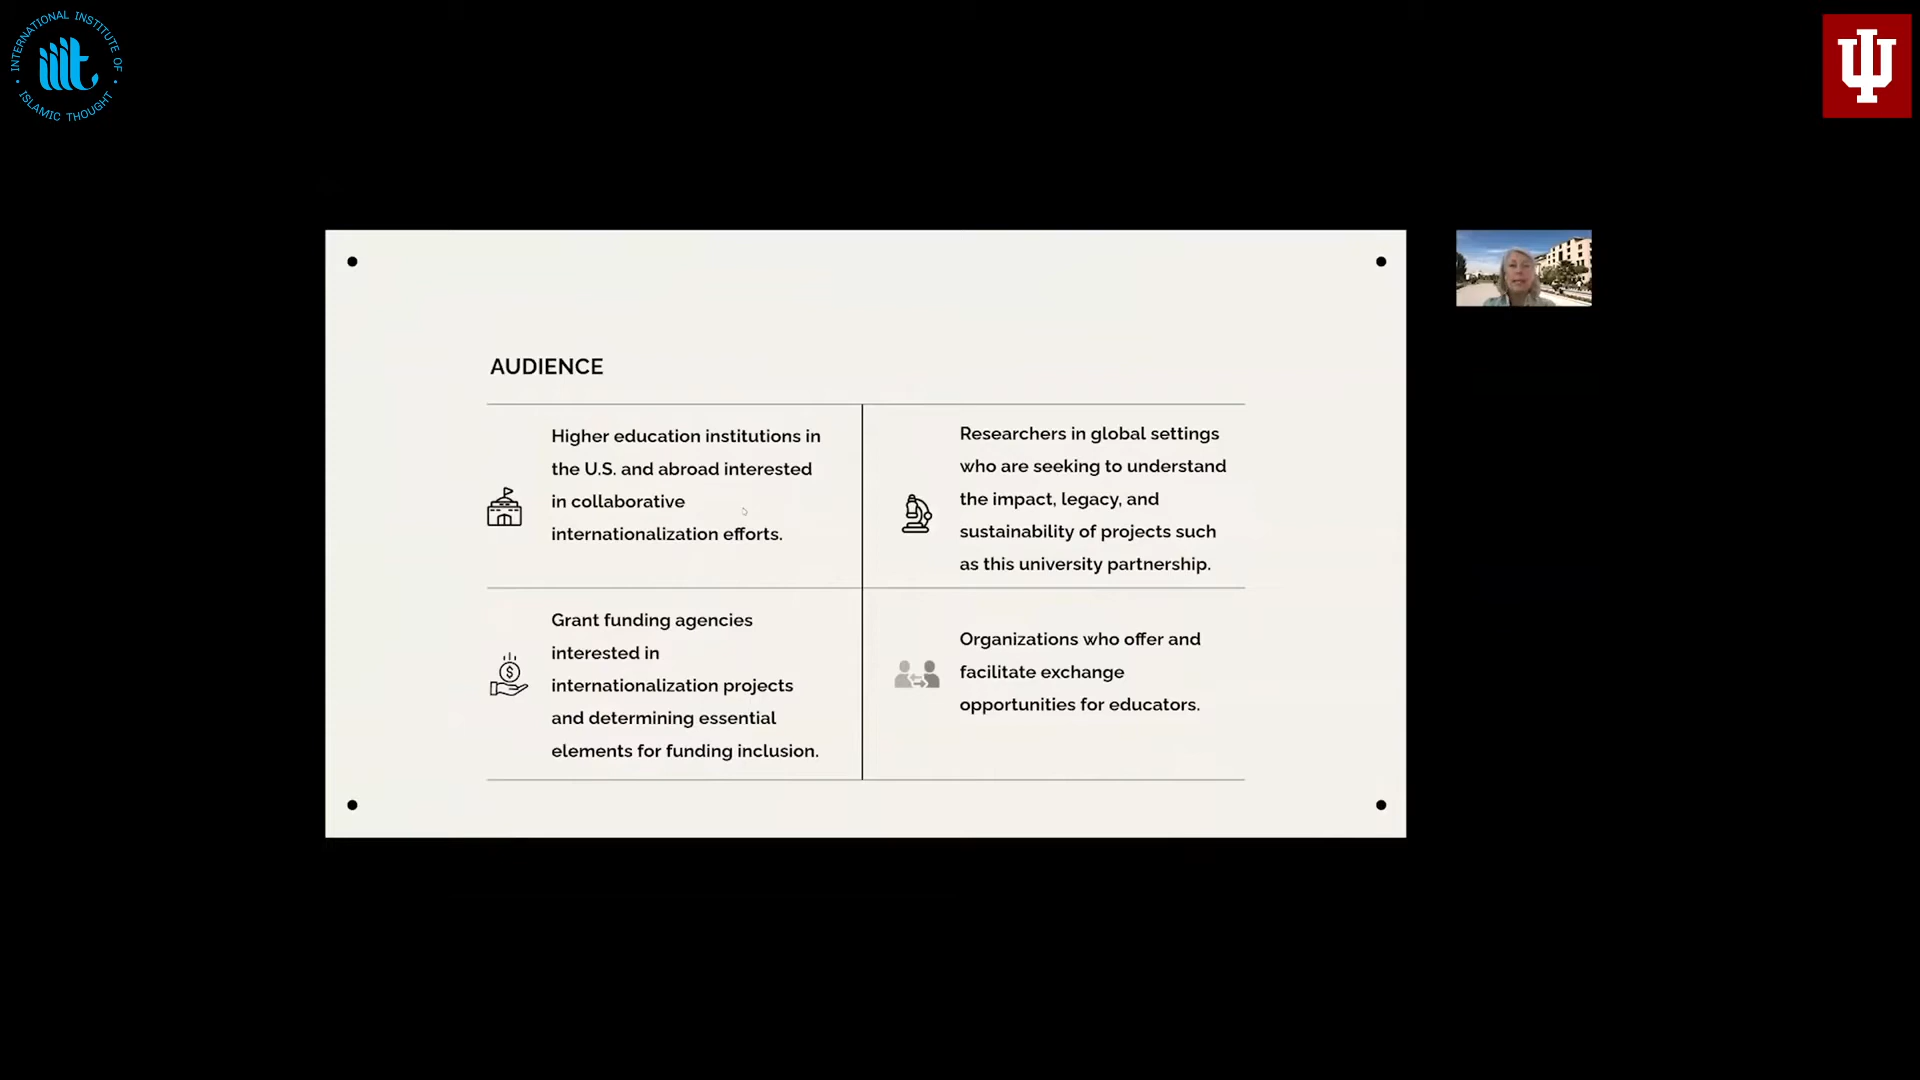 INTERNATIONAL INSTITUTE OF
ISLAMIC THOUGHT
iiit
AUDIENCE
Higher education institutions in
the U.S. and abroad interested
in collaborative
internationalization efforts.
Researchers in global settings
who are seeking to understand
the impact, legacy, and
sustainability of projects such
as this university partnership.
Grant funding agencies
interested in
internationalization projects
and determining essential
elements for funding inclusion.
Organizations who offer and
facilitate exchange
opportunities for educators.